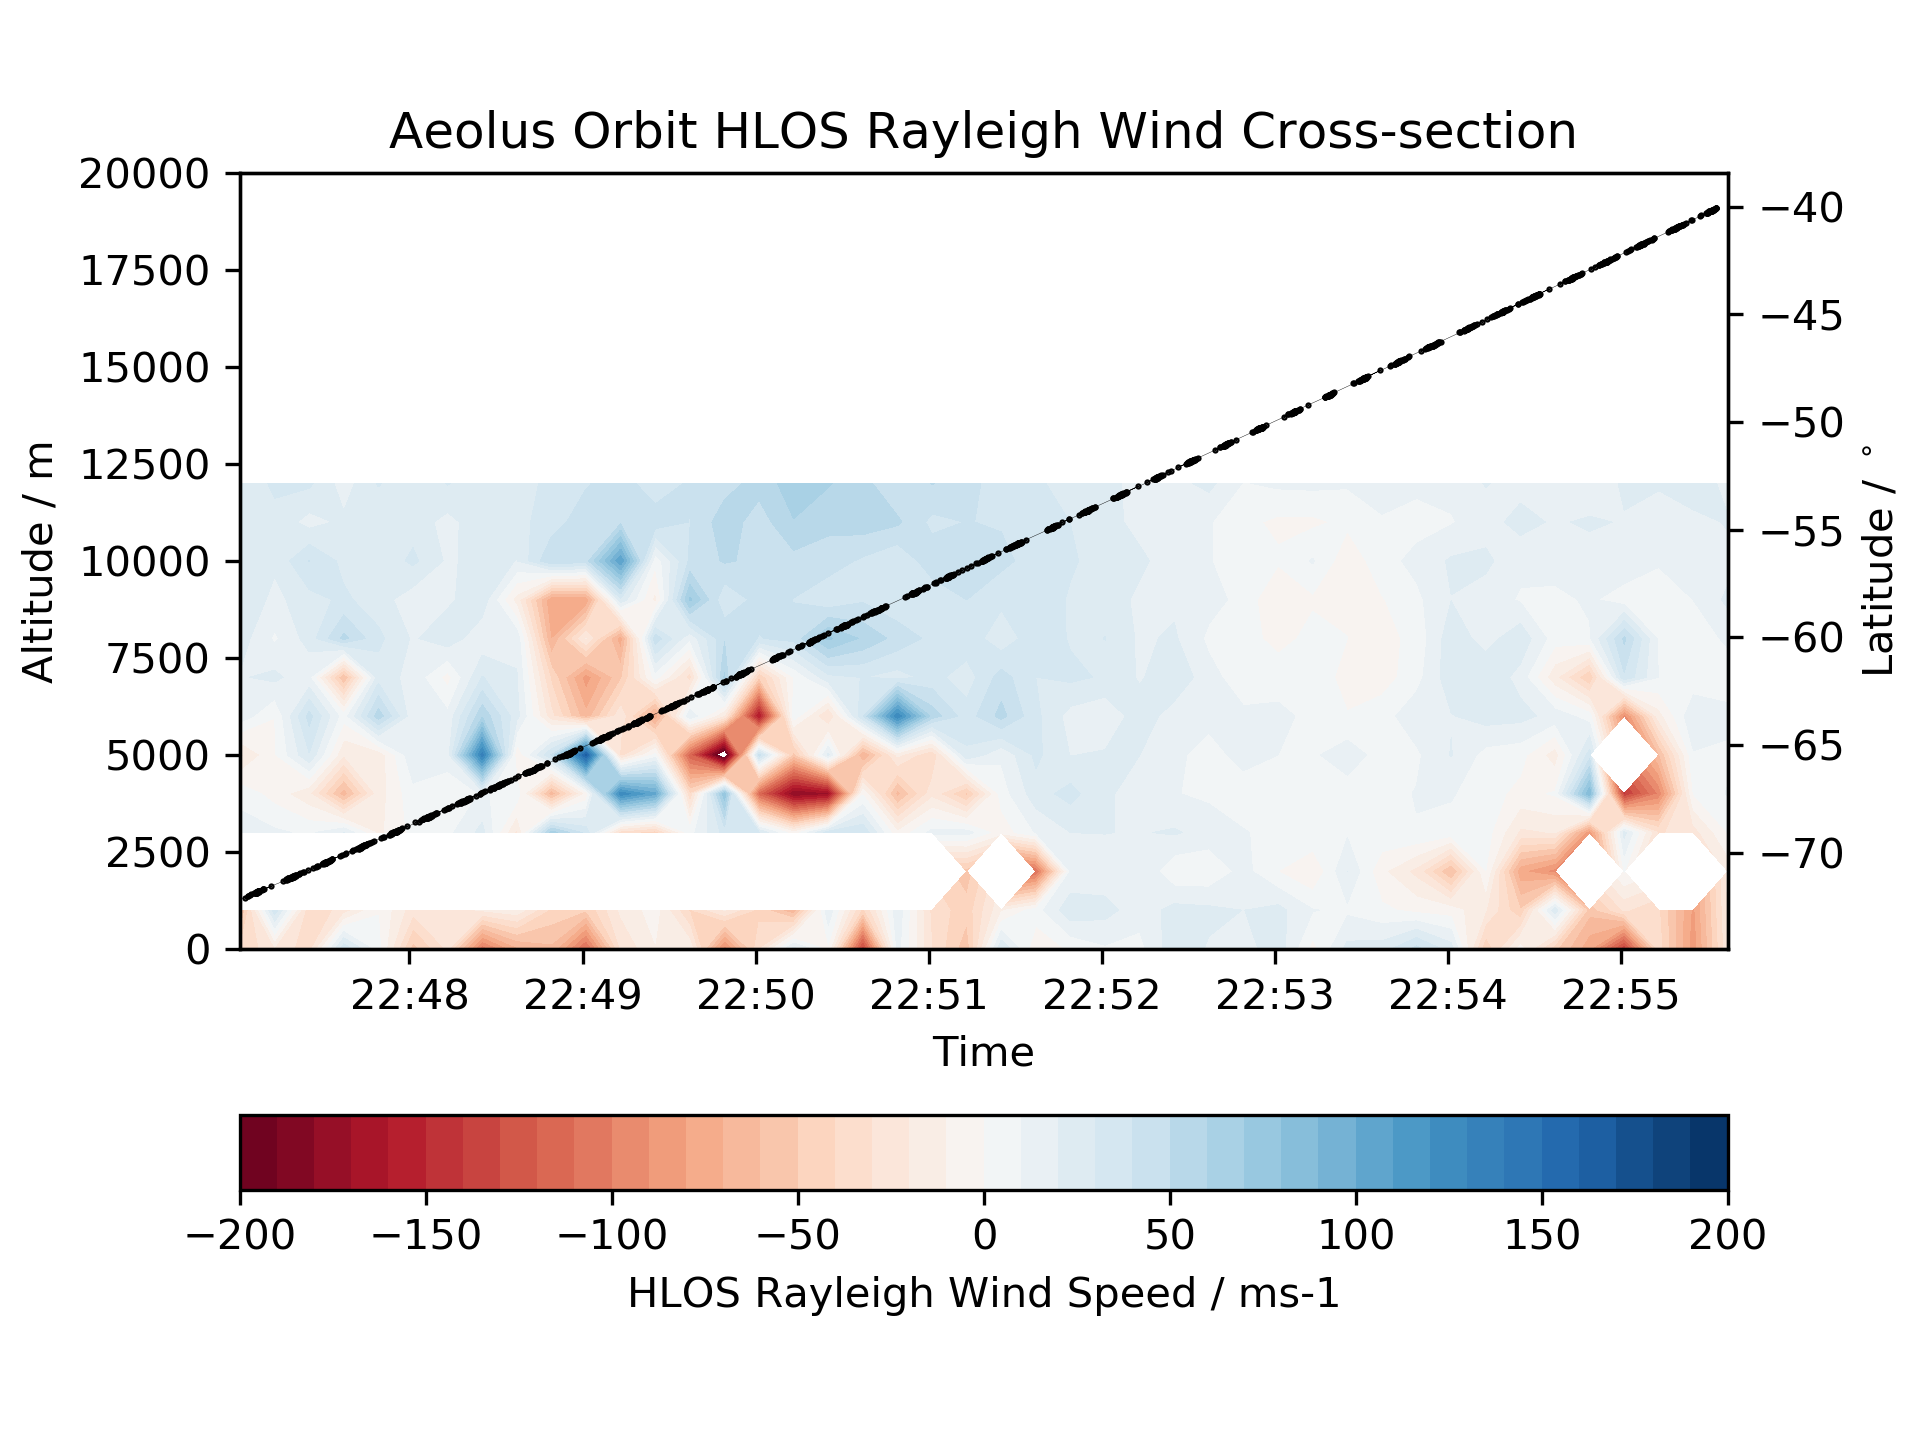 Aeolus Orbit HLOS Rayleigh Wind Cross-section
20000
17500
15000
12500
10000
7500
5000
2500
0
Altitude / m
−40
−45
−50
−55
−60
−65
−70
Latitude / °
22:48 22:49 22:50 22:51 22:52 22:53 22:54 22:55
Time
−200 −150 −100 −50 0 50 100 150 200
HLOS Rayleigh Wind Speed / ms-1